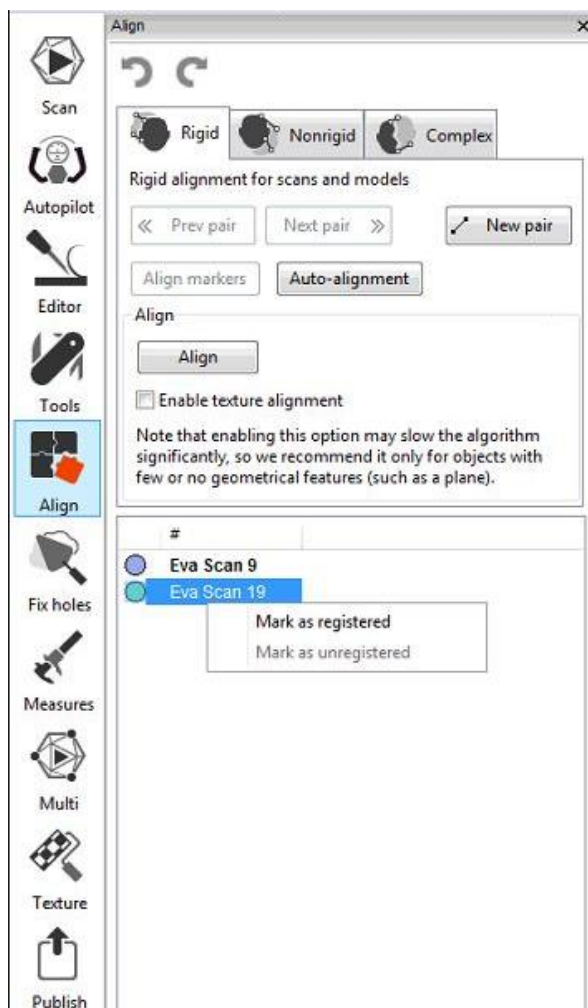 Align
Scan
Autopilot
Editor
Tools
Align
Fix holes
Measures
Multi
Texture
Publish
Rigid
Nonrigid
Complex
Rigid alignment for scans and models
« Prev pair
Next pair »
New pair
Align markers
Auto-alignment
Align
Align
Enable texture alignment
Note that enabling this option may slow the algorithm
significantly, so we recommend it only for objects with
few or no geometrical features (such as a plane).
#
Eva Scan 9
Eva Scan 19
Mark as registered
Mark as unregistered